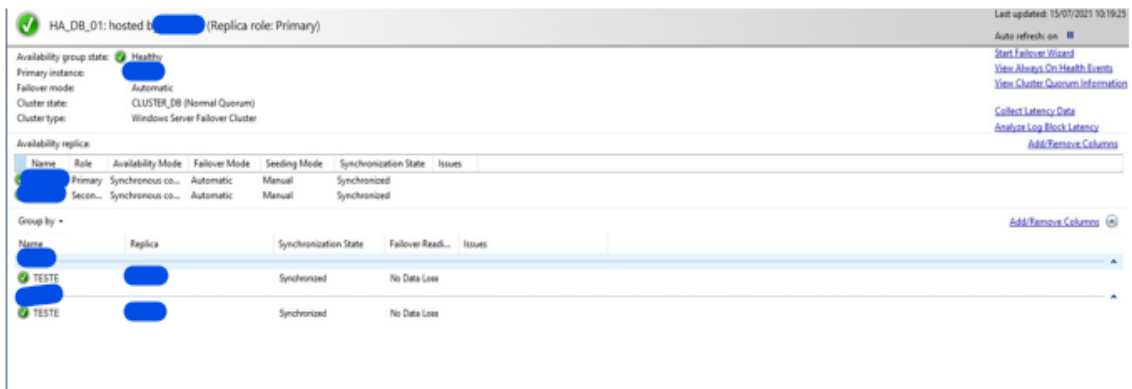 HA_DB_01: hosted b (Replica role: Primary)
Last updated: 15/07/2021 10:19:25
Auto refresh: on
Availability group state: Healthy
Primary instance:
Failover mode: Automatic
Cluster state: CLUSTER_DB (Normal Quorum)
Cluster type: Windows Server Failover Cluster
Start Failover Wizard
View Always On Health Events
View Cluster Quorum Information
Collect Latency Data
Analyze Log Block Latency
Availability replica:
Add/Remove Columns
Name Role Availability Mode Failover Mode Seeding Mode Synchronization State Issues
Primary Synchronous co... Automatic Manual Synchronized
Secon... Synchronous co... Automatic Manual Synchronized
Group by
Add/Remove Columns
Name Replica Synchronization State Failover Readi... Issues
TESTE Synchronized No Data Loss
TESTE Synchronized No Data Loss